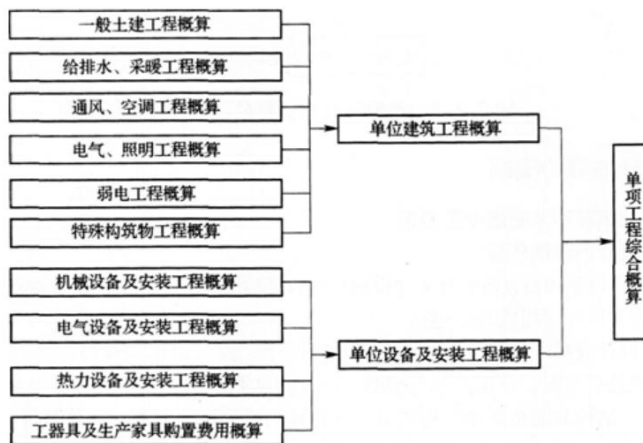 一般土建工程概算
给排水、采暖工程概算
通风、空调工程概算
电气、照明工程概算
弱电工程概算
特殊构筑物工程概算
机械设备及安装工程概算
电气设备及安装工程概算
热力设备及安装工程概算
工器具及生产家具购置费用概算
单位建筑工程概算
单位设备及安装工程概算
单项工程综合概算